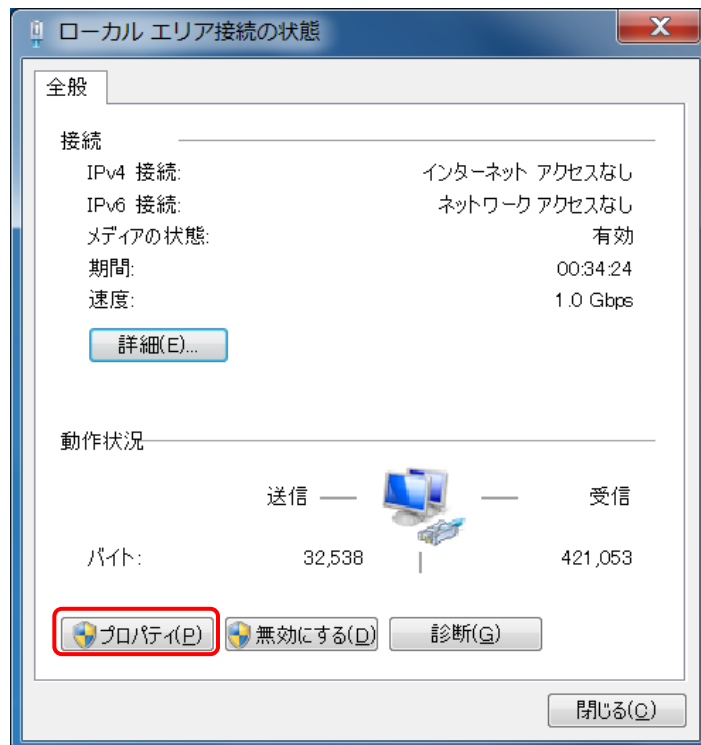 ローカル エリア接続の状態
全般
接続
IPv4 接続: インターネット アクセスなし
IPv6 接続: ネットワーク アクセスなし
メディアの状態: 有効
期間: 00:34:24
速度: 1.0 Gbps
詳細(E)...
動作状況
送信 受信
バイト: 32,538 421,053
プロパティ(P) 無効にする(D) 診断(G)
閉じる(C)